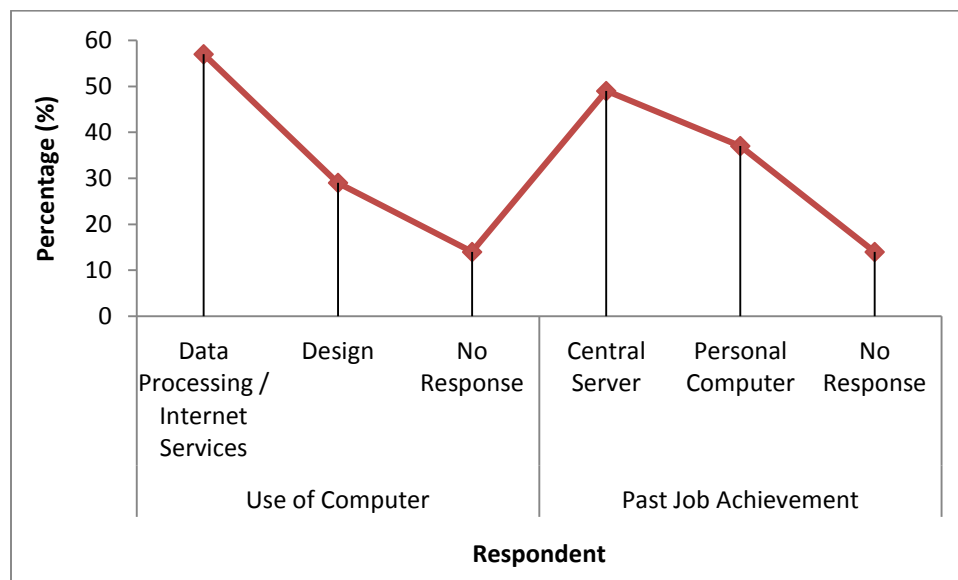 Percentage (%)
60
50
40
30
20
10
0
Data
Processing /
Internet
Services
Design
No
Response
Central
Server
Personal
Computer
No
Response
Use of Computer
Past Job Achievement
Respondent